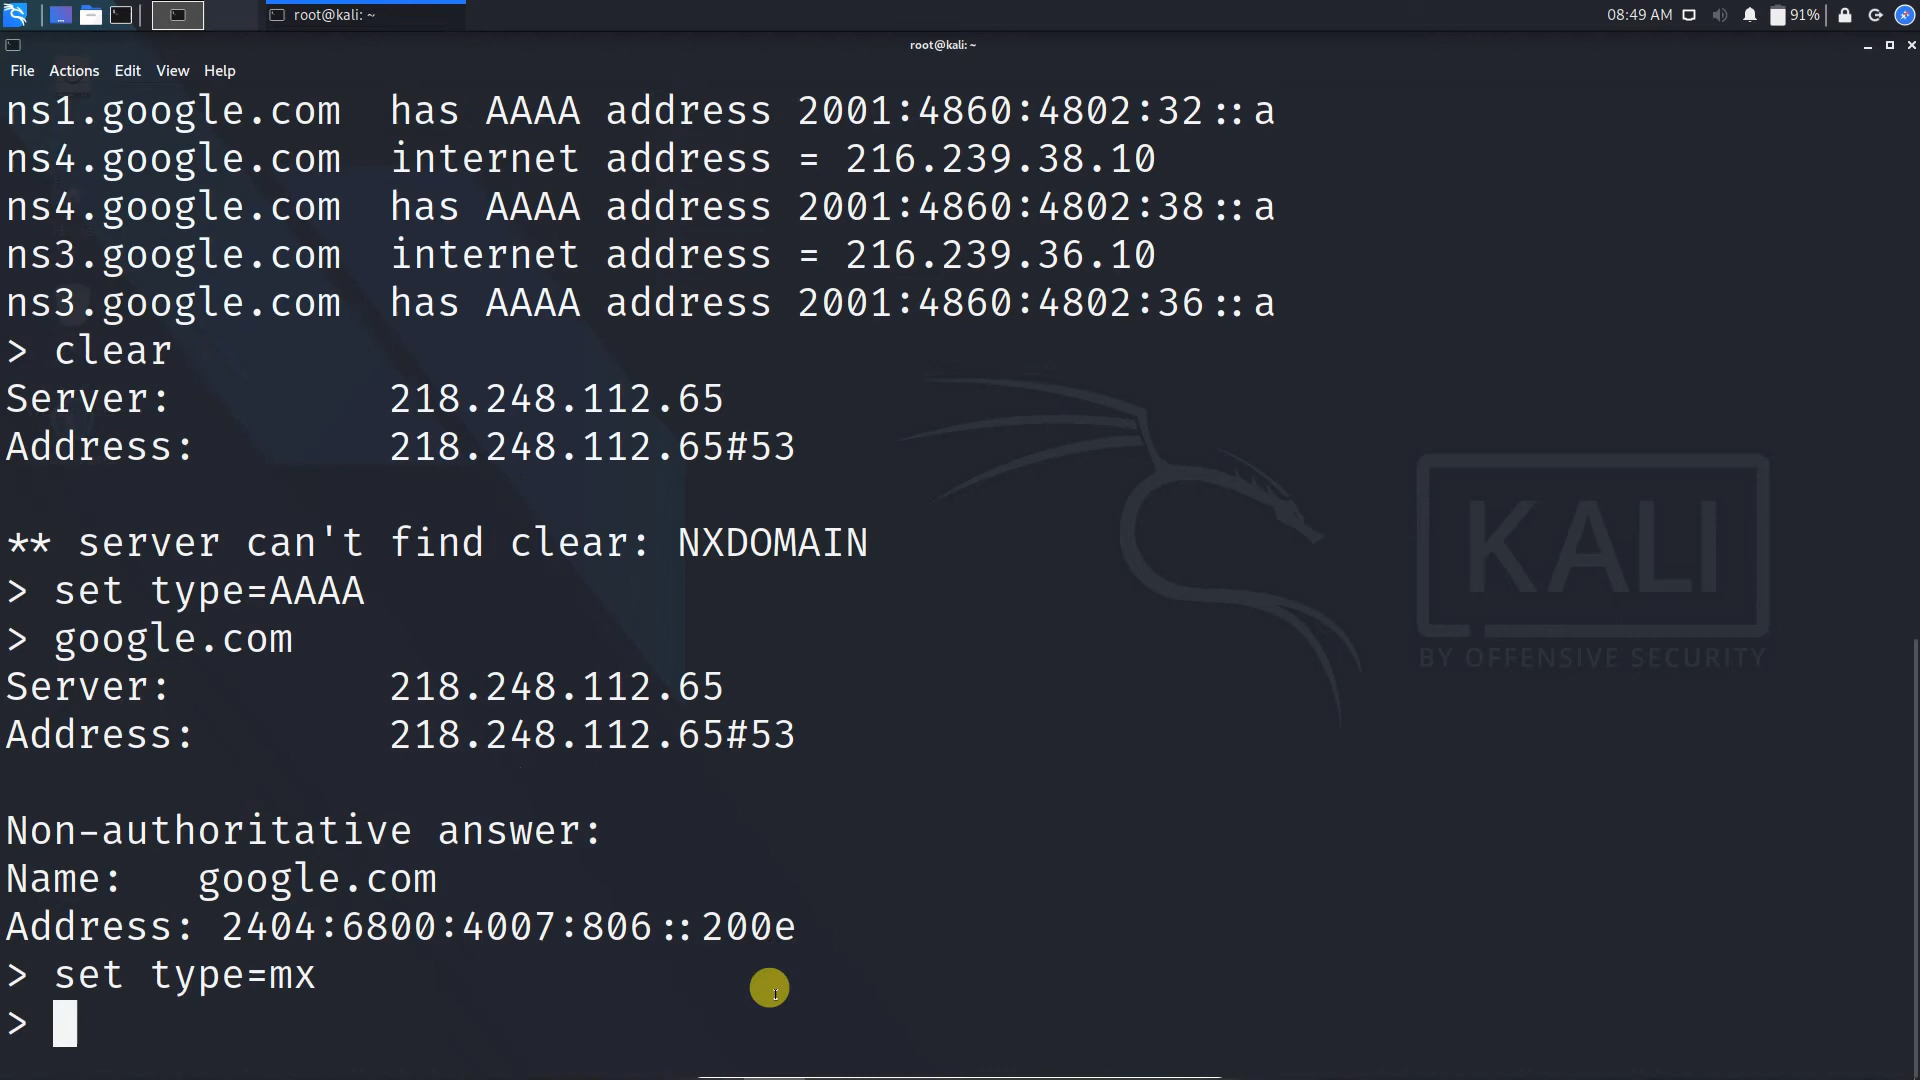 root@kali: ~
08:49 AM
91%
root@kali: ~
File Actions Edit View Help
ns1.google.com has AAAA address 2001:4860:4802:32::a
ns4.google.com internet address = 216.239.38.10
ns4.google.com has AAAA address 2001:4860:4802:38::a
ns3.google.com internet address = 216.239.36.10
ns3.google.com has AAAA address 2001:4860:4802:36::a
> clear
Server: 218.248.112.65
Address: 218.248.112.65#53
** server can't find clear: NXDOMAIN
> set type=AAAA
> google.com
Server: 218.248.112.65
Address: 218.248.112.65#53
Non-authoritative answer:
Name: google.com
Address: 2404:6800:4007:806::200e
> set type=mx
>
KALI
BY OFFENSIVE SECURITY